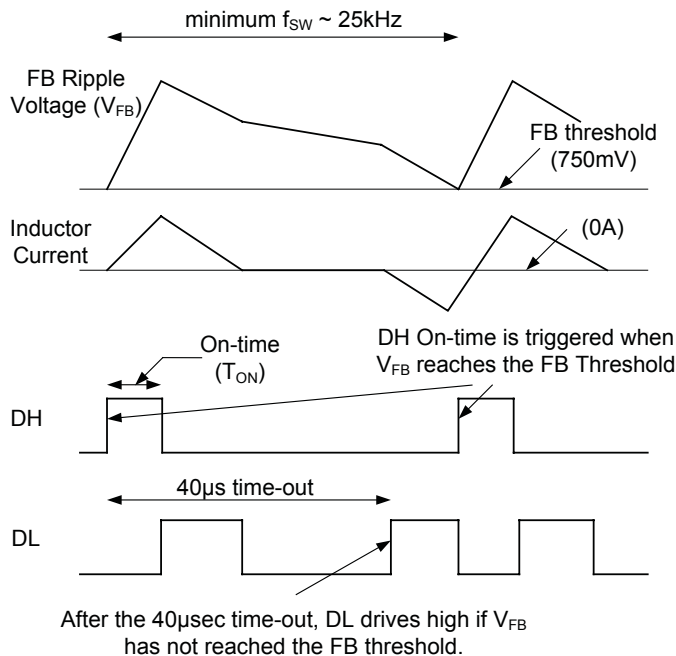 minimum fSW ~ 25kHz
FB Ripple
Voltage (VFB)
FB threshold
(750mV)
Inductor
Current
(0A)
On-time
(TON)
DH On-time is triggered when
VFB reaches the FB Threshold
DH
40µs time-out
DL
After the 40µsec time-out, DL drives high if VFB
has not reached the FB threshold.